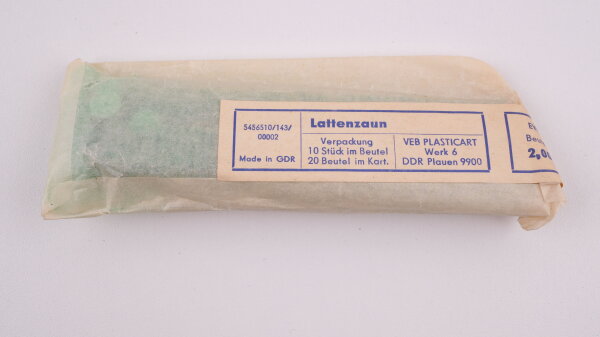 5456510/143/
00002
Made in GDR
Lattenzaun
Verpackung
10 Stück im Beutel
20 Beutel im Kart.
VEB PLASTICART
Werk 6
DDR Plauen 9900